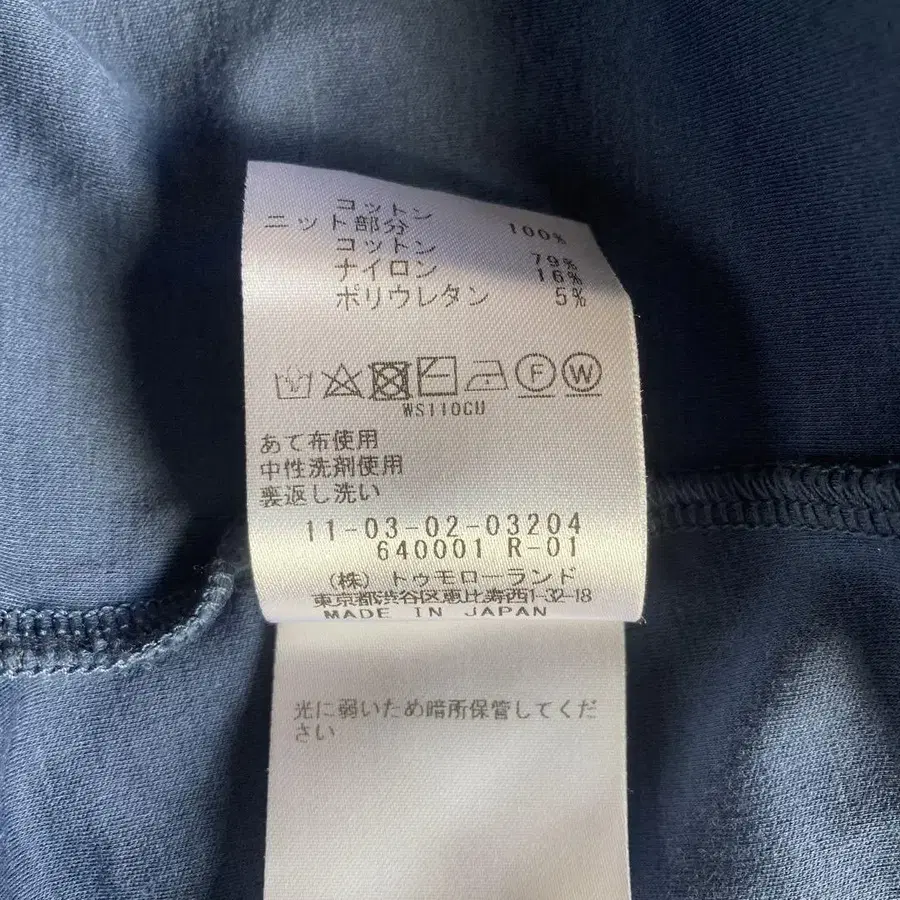 コットン 100%
ニット部分
コットン 79%
ナイロン 16%
ポリウレタン 5%
F W
WS110CU
あて布使用
中性洗剤使用
裏返し洗い
11-03-02-03204
640001 R-01
(株) トゥモローランド
東京都渋谷区恵比寿西1-32-18
MADE IN JAPAN
光に弱いため暗所保管してくだ
さい